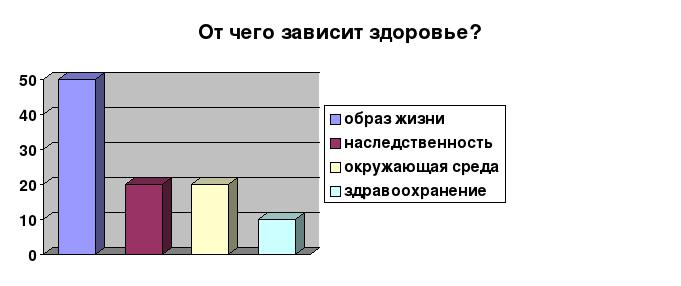 От чего зависит здоровье?
50
40
30
20
10
0
образ жизни
наследственность
окружающая среда
здравоохранение